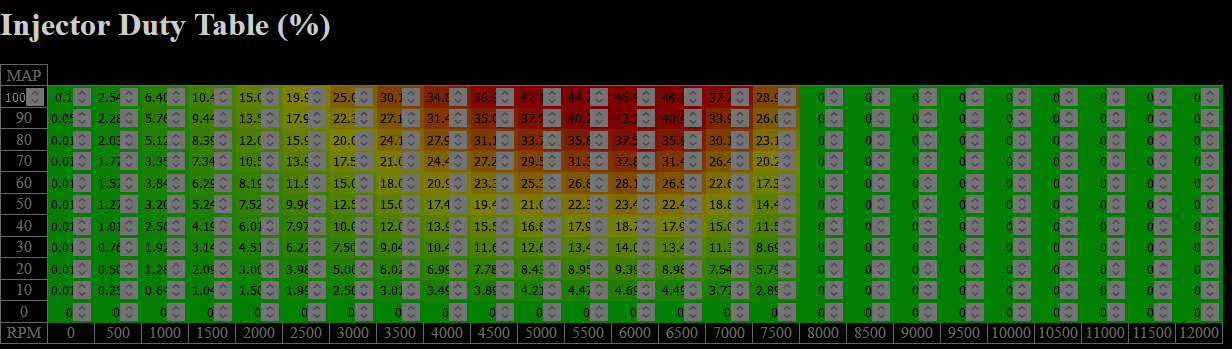 Injector Duty Table (%)
MAP
100 0.1 2.54 6.40 10.4 15.0 19.9 25.0 30.1 34.8 38.9 42.1 44.7 46.9 44.9 37.7 28.9 0 0 0 0 0 0 0 0 0
90 0.05 2.28 5.76 9.44 13.5 17.9 22.3 27.1 31.4 35.0 37.9 40.2 42.2 40.4 33.9 26.0 0 0 0 0 0 0 0 0 0
80 0.01 2.03 5.12 8.39 12.0 15.9 20.0 24.1 27.9 31.1 33.7 35.8 37.5 35.9 30.1 23.1 0 0 0 0 0 0 0 0 0
70 0.01 1.77 3.35 7.34 10.5 13.9 17.5 21.0 24.4 27.2 29.5 31.3 32.8 31.4 26.4 20.2 0 0 0 0 0 0 0 0 0
60 0.01 1.52 3.84 6.29 8.19 11.9 15.0 18.0 20.9 23.3 25.3 26.8 28.1 26.9 22.6 17.3 0 0 0 0 0 0 0 0 0
50 0.01 1.27 3.20 5.24 7.52 9.96 12.5 15.0 17.4 19.4 21.0 22.3 23.4 22.4 18.8 14.4 0 0 0 0 0 0 0 0 0
40 0.01 1.01 2.56 4.19 6.01 7.97 10.0 12.0 13.9 15.5 16.8 17.9 18.7 17.9 15.0 11.5 0 0 0 0 0 0 0 0 0
30 0.01 0.76 1.92 3.14 4.51 6.22 7.50 9.04 10.4 11.6 12.6 13.4 14.0 13.4 11.3 8.69 0 0 0 0 0 0 0 0 0
20 0.01 0.50 1.28 2.09 3.00 3.98 5.00 6.02 6.99 7.78 8.43 8.95 9.39 8.98 7.54 5.79 0 0 0 0 0 0 0 0 0
10 0.01 0.25 0.64 1.04 1.50 1.99 2.50 3.01 3.49 3.89 4.21 4.47 4.69 4.49 3.77 2.89 0 0 0 0 0 0 0 0 0
0 0 0 0 0 0 0 0 0 0 0 0 0 0 0 0 0 0 0 0 0 0 0 0 0 0
RPM 0 500 1000 1500 2000 2500 3000 3500 4000 4500 5000 5500 6000 6500 7000 7500 8000 8500 9000 9500 10000 10500 11000 11500 12000